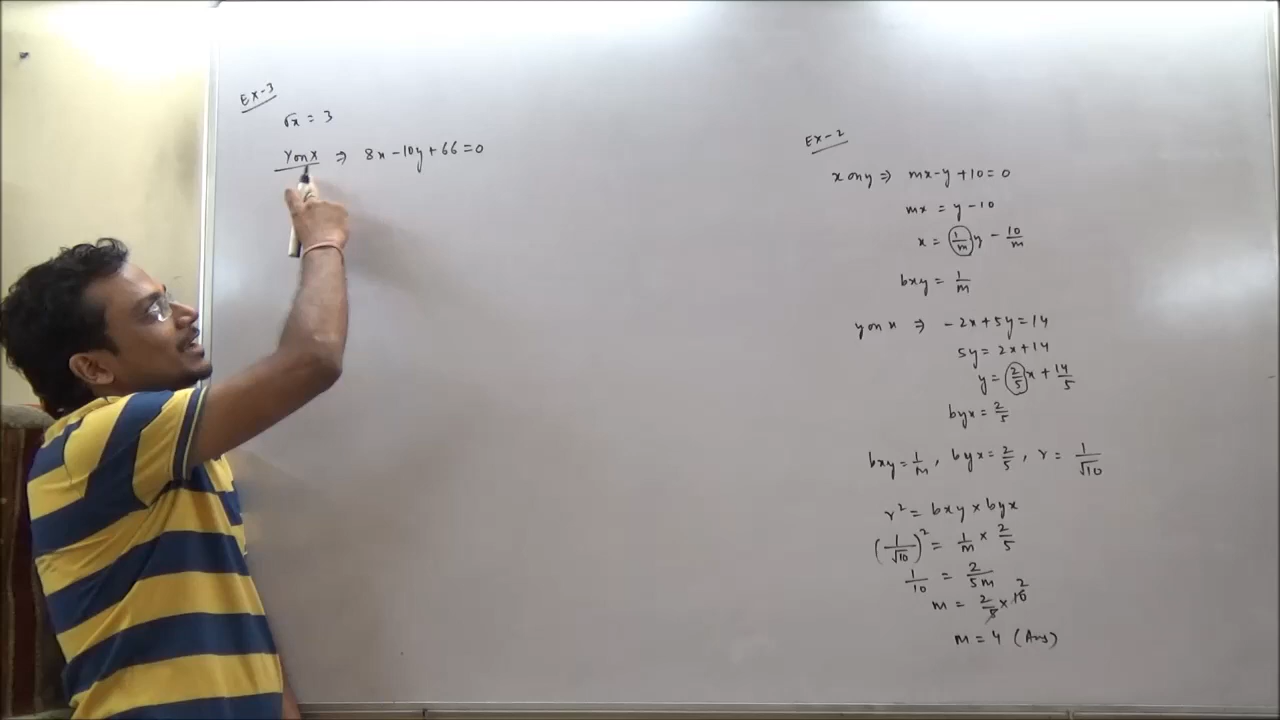 Ex-3
σx = 3
Y on X ⇒ 8x - 10y + 66 = 0
Ex-2
x on y ⇒ mx - y + 10 = 0
mx = y - 10
x = 1/m y - 10/m
bxy = 1/m
y on x ⇒ -2x + 5y = 14
5y = 2x + 14
y = 2/5 x + 14/5
byx = 2/5
bxy = 1/m, byx = 2/5, r = 1/√10
r² = bxy × byx
(1/√10)² = 1/m × 2/5
1/10 = 2/5m
m = 2/5 × 10 2
m = 4 (Ans)